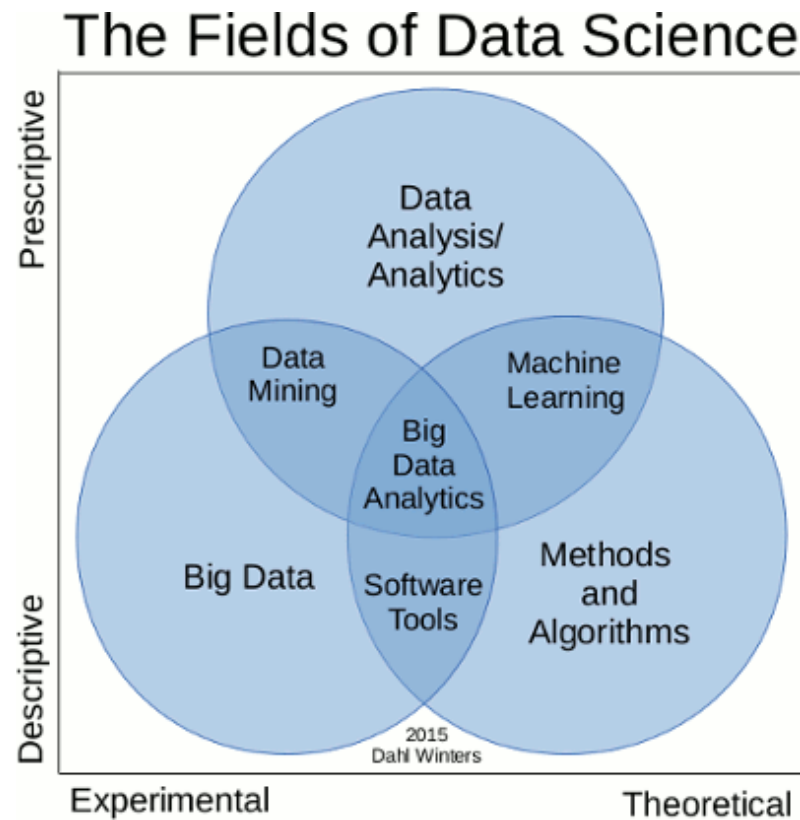 The Fields of Data Science
Prescriptive
Data
Analysis/
Analytics
Data
Mining
Machine
Learning
Big
Data
Analytics
Big Data
Software
Tools
Methods
and
Algorithms
Descriptive
2015
Dahl Winters
Experimental
Theoretical